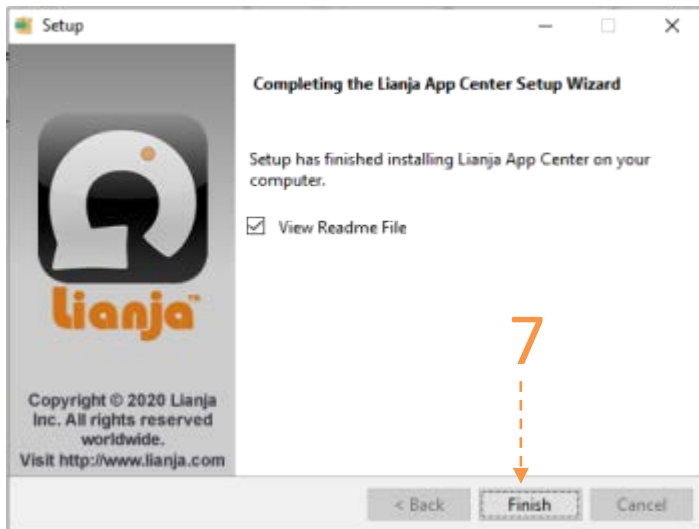 Setup
Completing the Lianja App Center Setup Wizard
Setup has finished installing Lianja App Center on your
computer.
View Readme File
Lianja™
7
Copyright © 2020 Lianja
Inc. All rights reserved
worldwide.
Visit http://www.lianja.com
< Back
Finish
Cancel